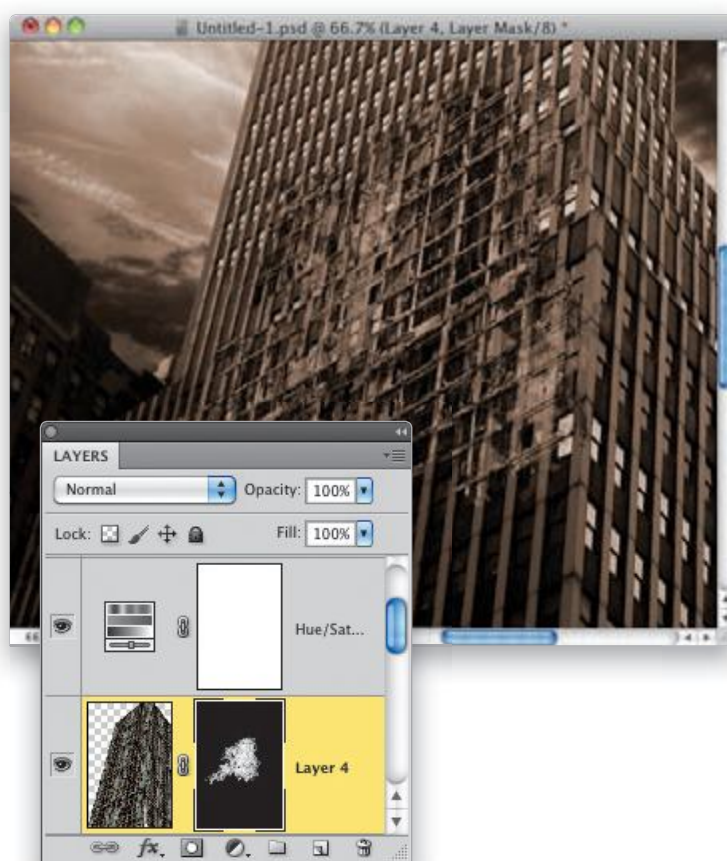 Untitled-1.psd @ 66.7% (Layer 4, Layer Mask/8) *
LAYERS
Normal Opacity: 100%
Lock: Fill: 100%
Hue/Sat...
Layer 4
fx.